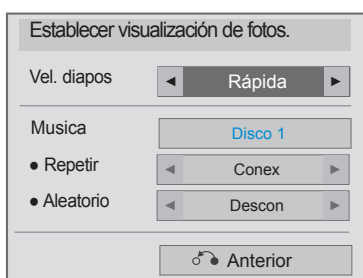 Establecer visualización de fotos.
Vel. diapos ◄ Rápida ►
Musica Disco 1
● Repetir ◄ Conex ►
● Aleatorio ◄ Descon ►
Anterior